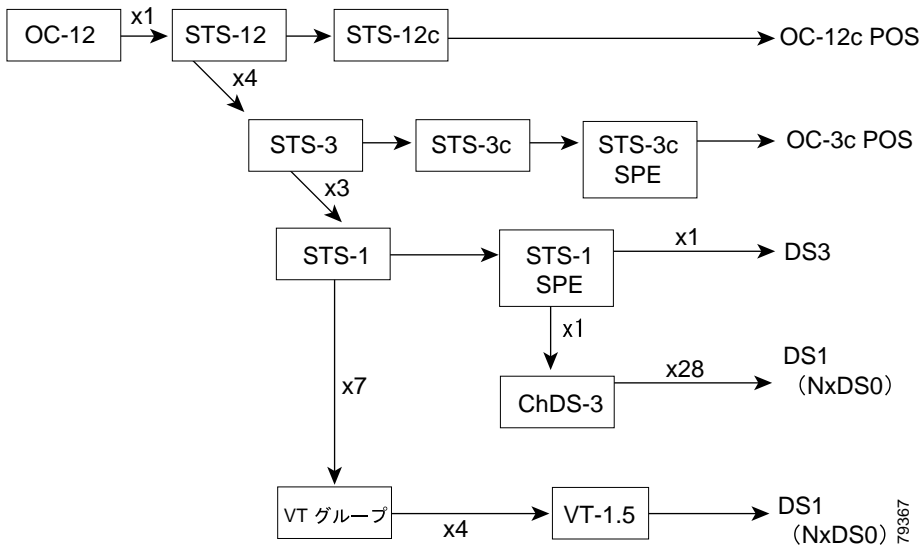 OC-12
x1
STS-12
STS-12c
OC-12c POS
x4
STS-3
STS-3c
STS-3c
SPE
OC-3c POS
x3
STS-1
STS-1
SPE
x1
DS3
x1
x7
ChDS-3
x28
DS1
（NxDS0）
VT グループ
x4
VT-1.5
DS1
（NxDS0）
79367